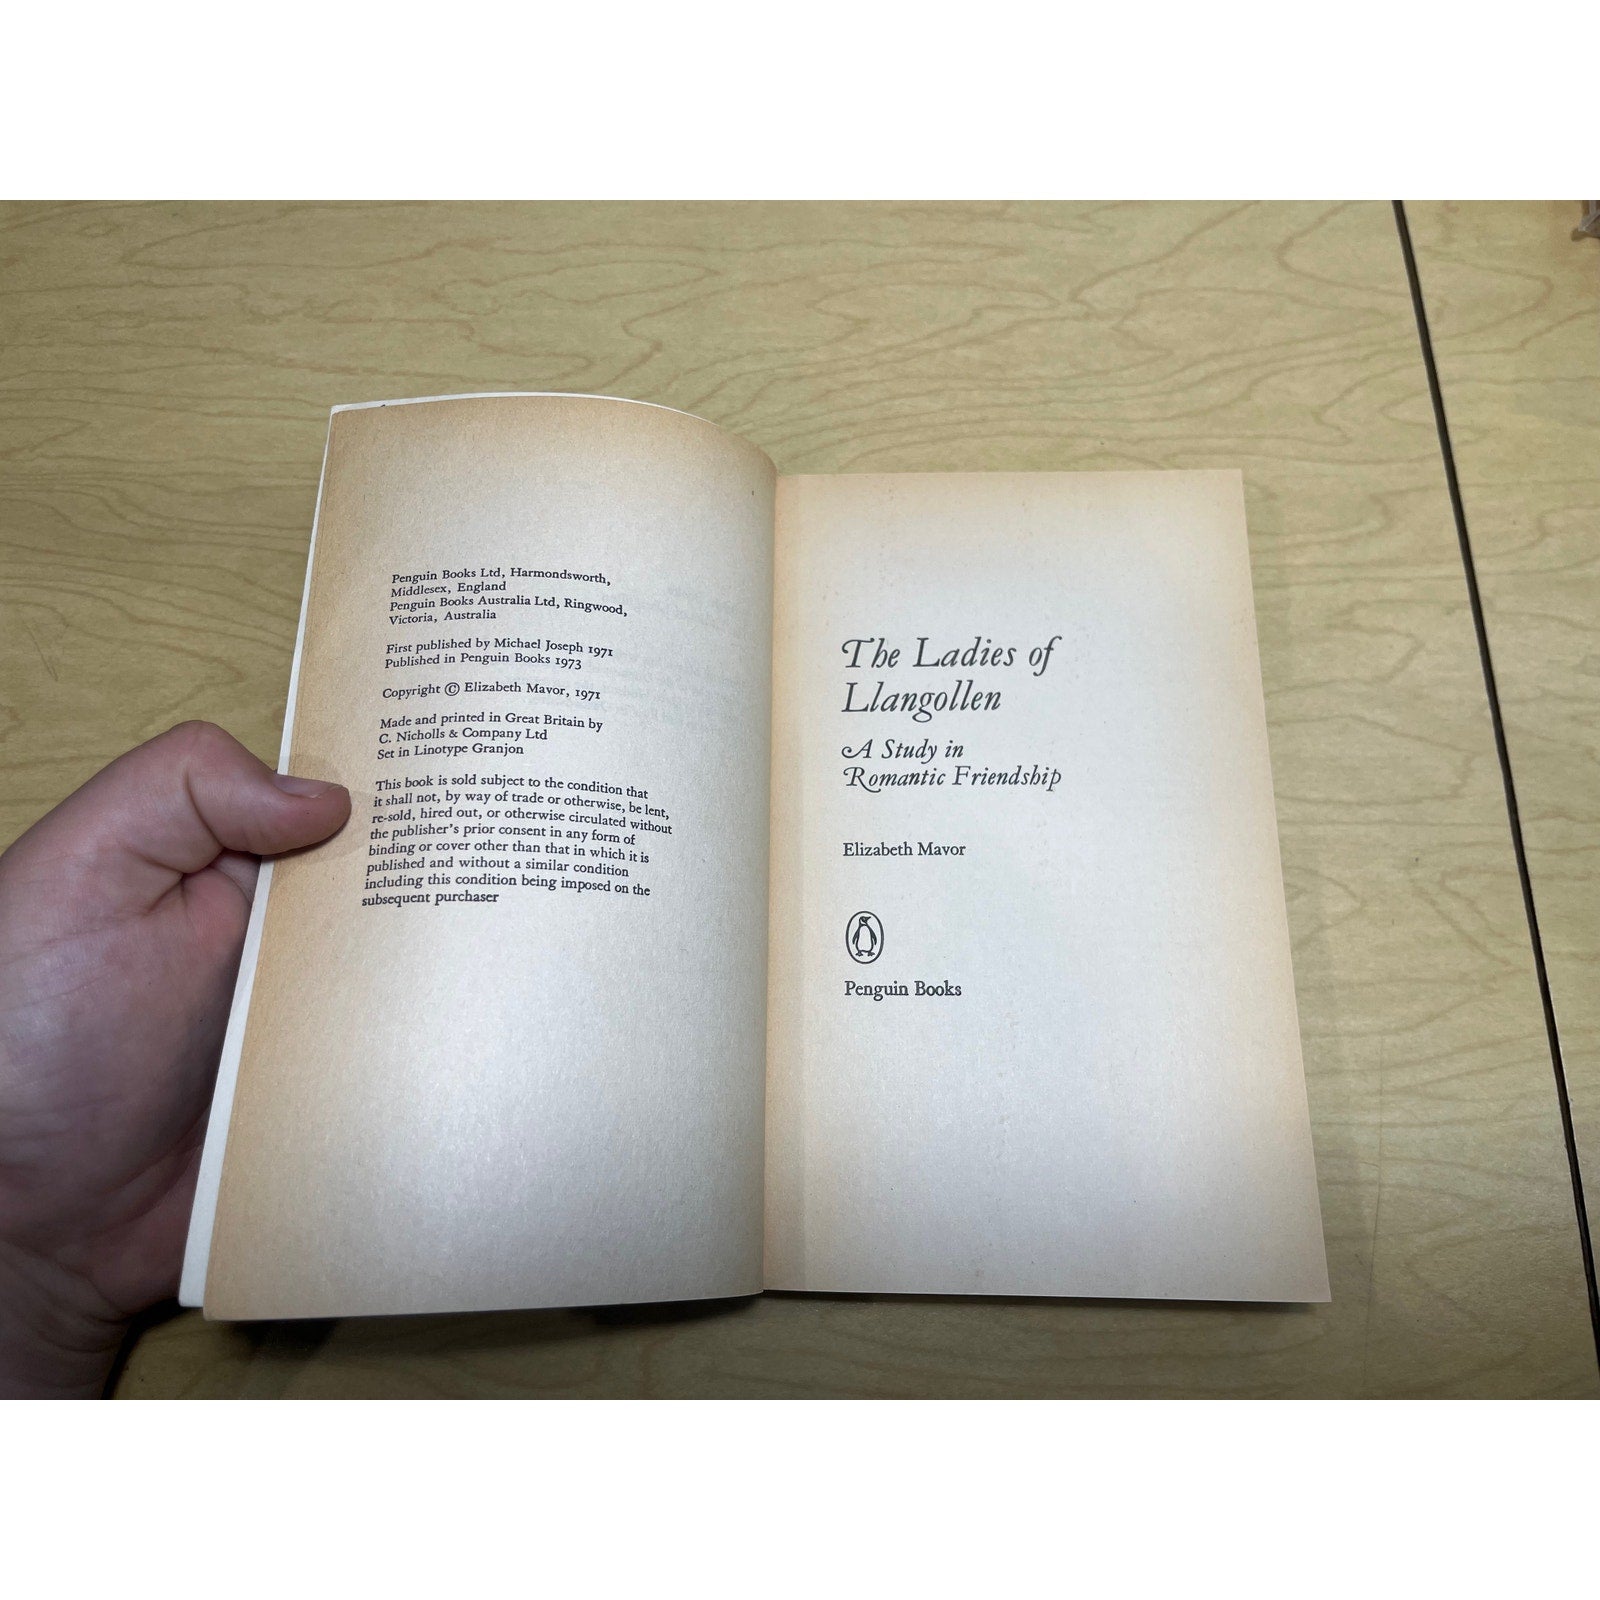 Penguin Books Ltd, Harmondsworth,
Middlesex, England
Penguin Books Australia Ltd, Ringwood,
Victoria, Australia
First published by Michael Joseph 1971
Published in Penguin Books 1973
Copyright © Elizabeth Mavor, 1971
Made and printed in Great Britain by
C. Nicholls & Company Ltd
Set in Linotype Granjon
This book is sold subject to the condition that
it shall not, by way of trade or otherwise, be lent,
re-sold, hired out, or otherwise circulated without
the publisher's prior consent in any form of
binding or cover other than that in which it is
published and without a similar condition
including this condition being imposed on the
subsequent purchaser
The Ladies of
Llangollen
A Study in
Romantic Friendship
Elizabeth Mavor
Penguin Books